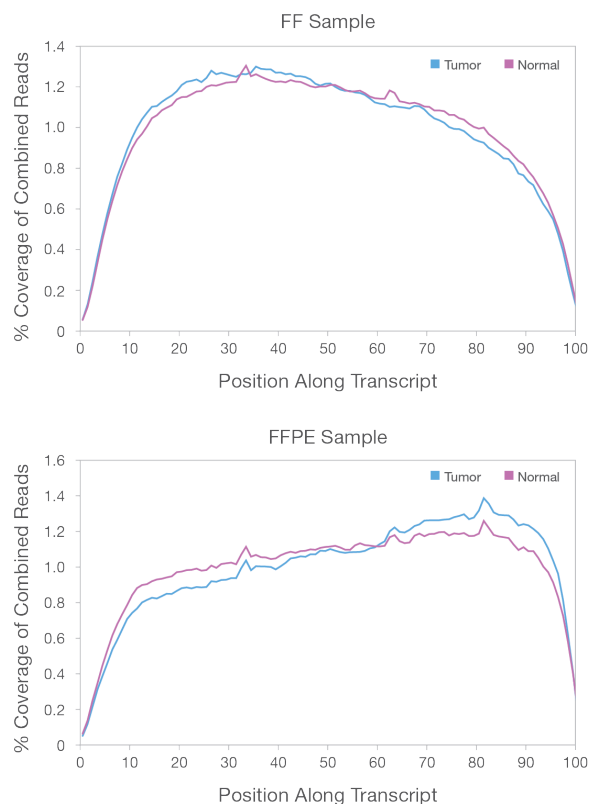 FF Sample
% Coverage of Combined Reads
1.4
1.2
1.0
0.8
0.6
0.4
0.2
0
Tumor Normal
0 10 20 30 40 50 60 70 80 90 100
Position Along Transcript
FFPE Sample
% Coverage of Combined Reads
1.6
1.4
1.2
1.0
0.8
0.6
0.4
0.2
0
Tumor Normal
0 10 20 30 40 50 60 70 80 90 100
Position Along Transcript